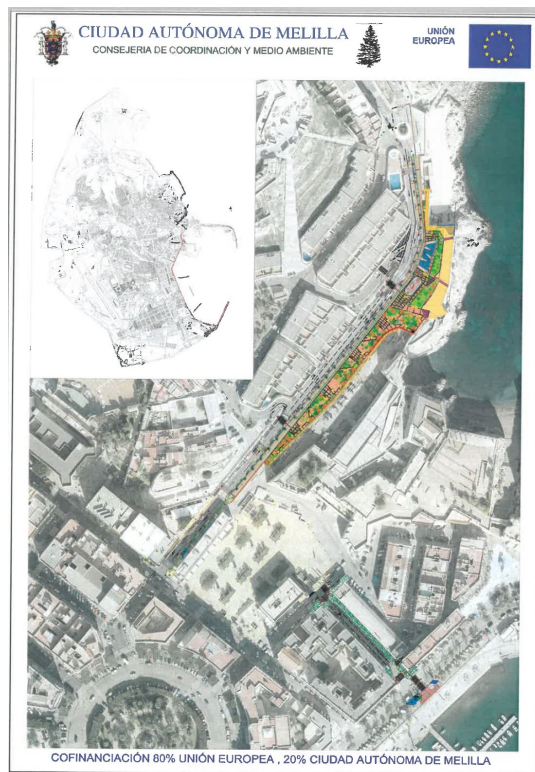 CIUDAD AUTÓNOMA DE MELILLA
CONSEJERIA DE COORDINACIÓN Y MEDIO AMBIENTE
UNIÓN
EUROPEA
COFINANCIACIÓN 80% UNIÓN EUROPEA , 20% CIUDAD AUTÓNOMA DE MELILLA